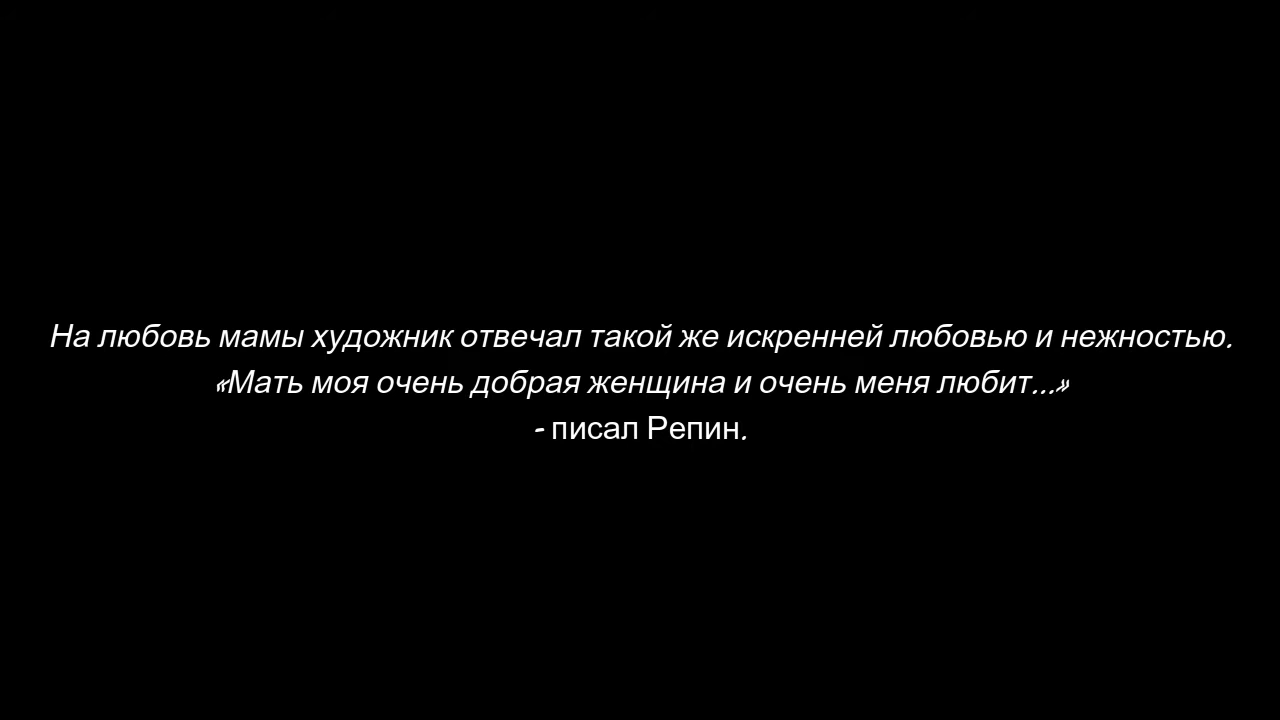 На любовь мамы художник отвечал такой же искренней любовью и нежностью.
«Мать моя очень добрая женщина и очень меня любит...»
- писал Репин.